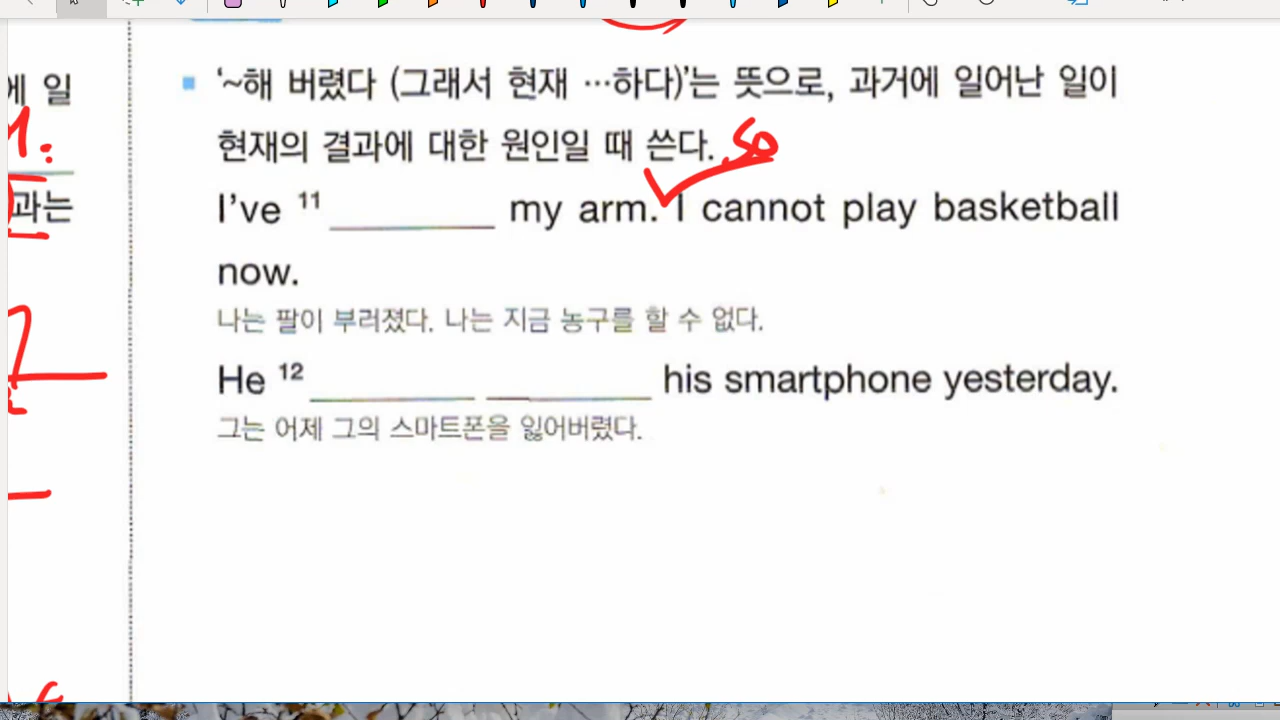 에 일
‘~해 버렸다 (그래서 현재 …하다)’는 뜻으로, 과거에 일어난 일이
현재의 결과에 대한 원인일 때 쓴다. so
과는
I’ve 11 ________ my arm. I cannot play basketball
now.
나는 팔이 부러졌다. 나는 지금 농구를 할 수 없다.
He 12 ________ ________ his smartphone yesterday.
그는 어제 그의 스마트폰을 잃어버렸다.